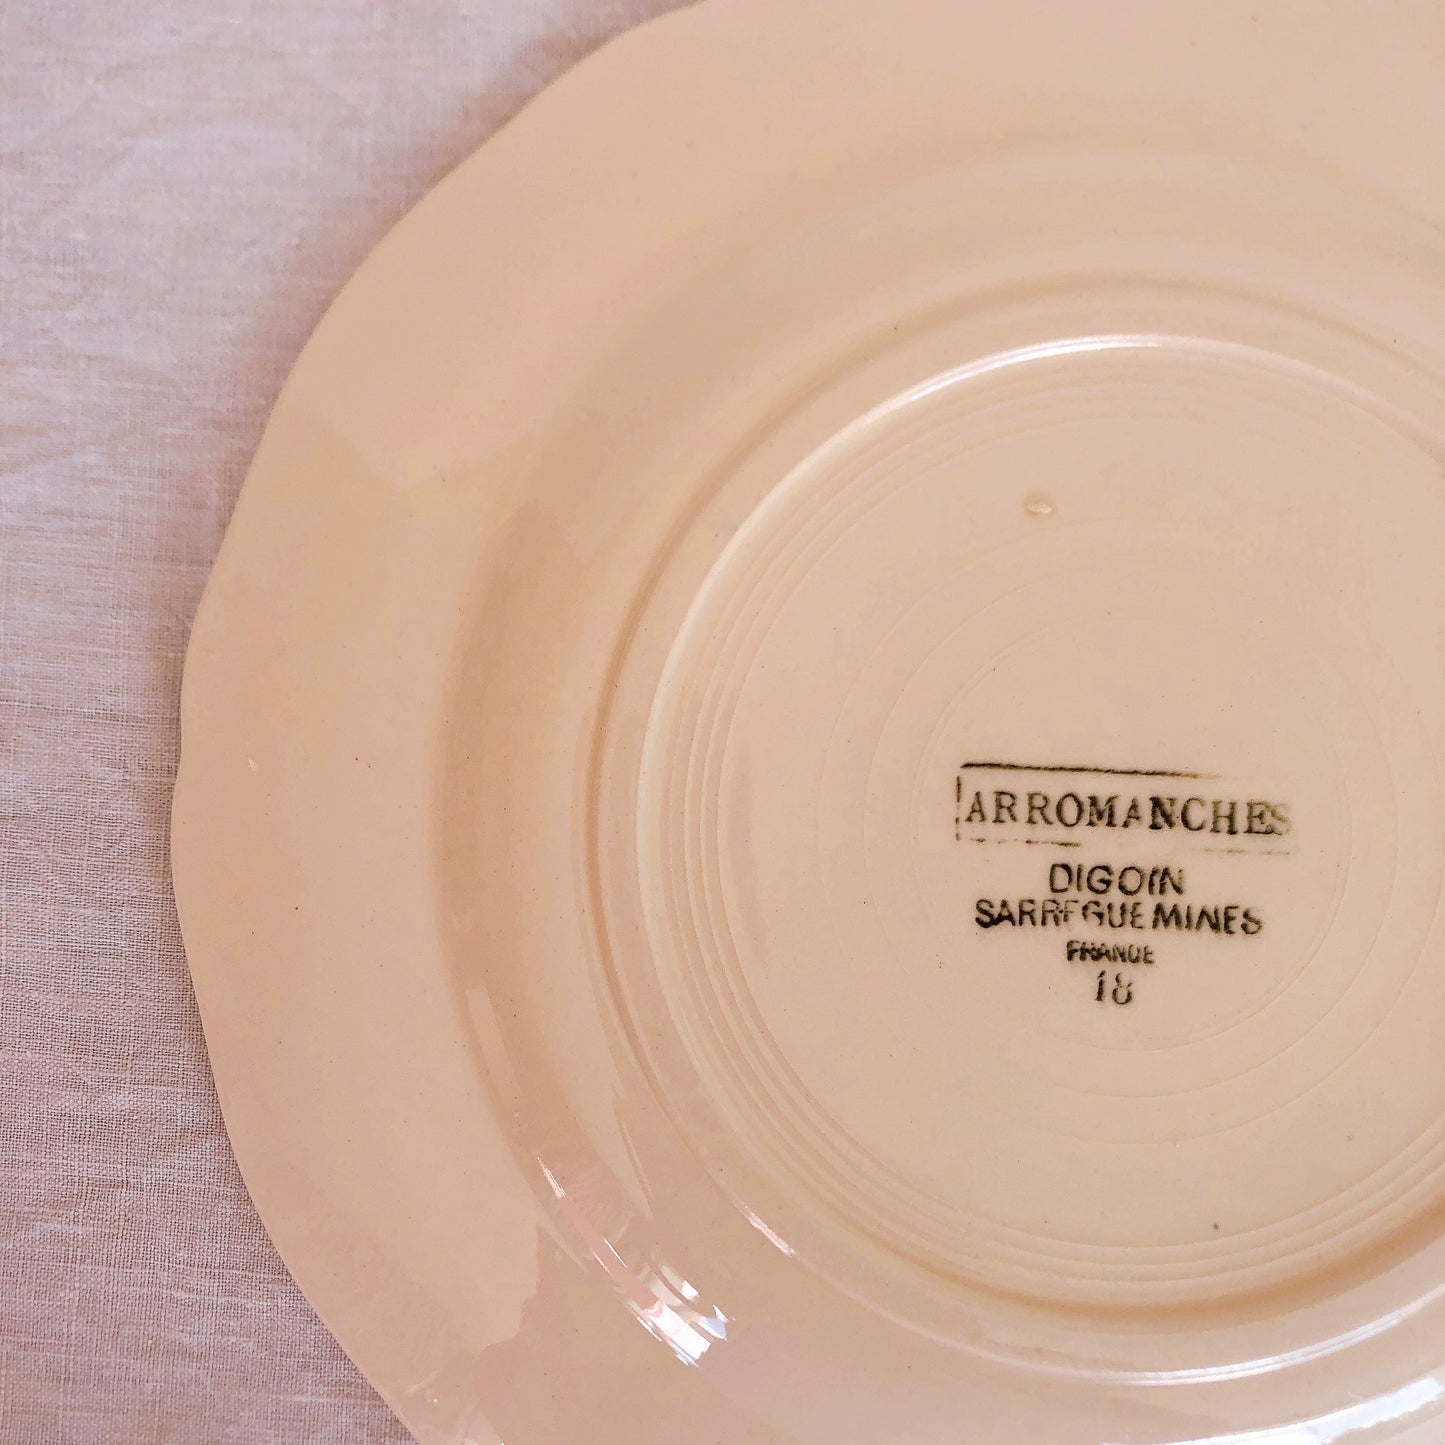 ARROMANCHES
DIGOIN
SARREGUEMINES
FRANCE
18